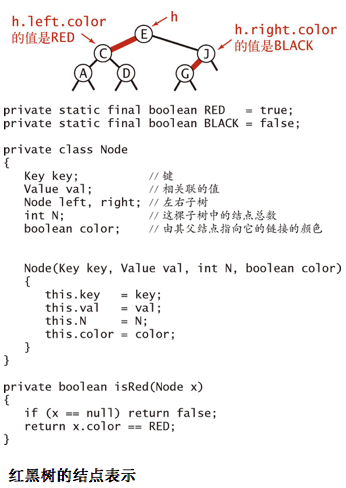 h.left.color
的值是RED
h
h.right.color
的值是BLACK
E
C
J
A
D
G
private static final boolean RED   = true;
private static final boolean BLACK = false;
private class Node
{
   Key key;           // 键
   Value val;         // 相关联的值
   Node left, right;  // 左右子树
   int N;             // 这棵子树中的结点总数
   boolean color;     // 由其父结点指向它的链接的颜色
   Node(Key key, Value val, int N, boolean color)
   {
      this.key   = key;
      this.val   = val;
      this.N     = N;
      this.color = color;
   }
}
private boolean isRed(Node x)
{
   if (x == null) return false;
   return x.color == RED;
}
红黑树的结点表示